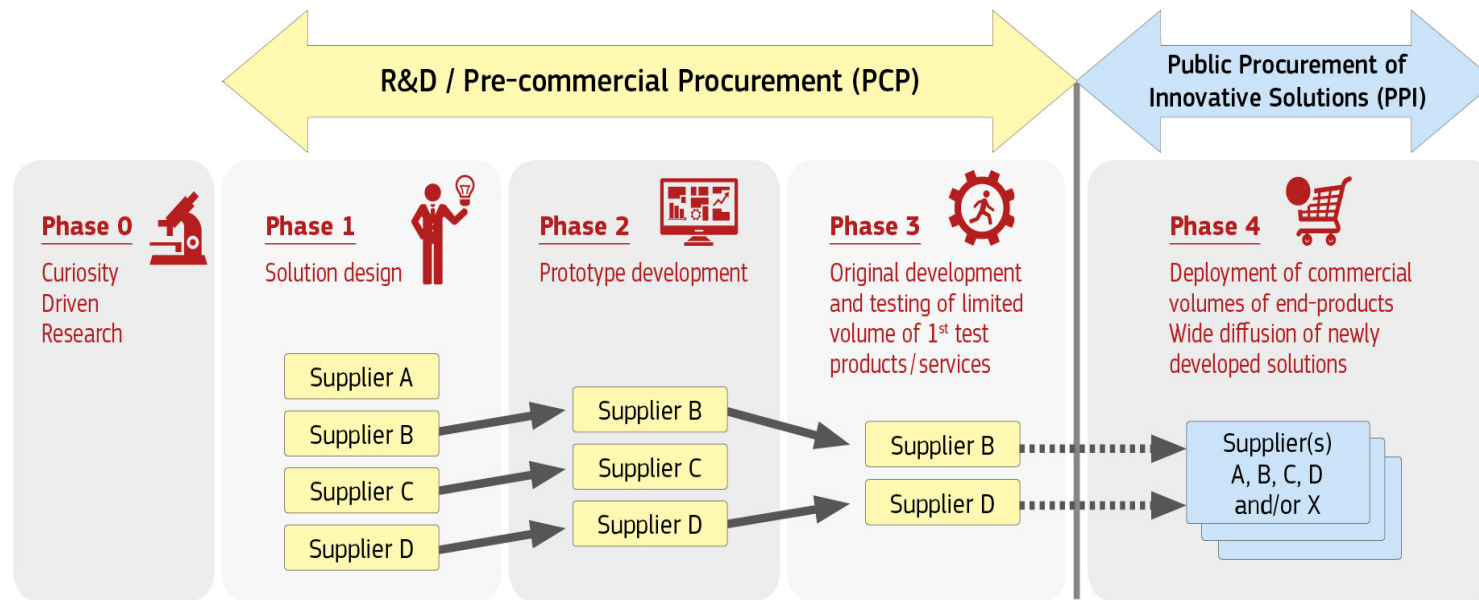 R&D / Pre-commercial Procurement (PCP)
Public Procurement of
Innovative Solutions (PPI)
Phase 0
Curiosity
Driven
Research
Phase 1
Solution design
Supplier A
Supplier B
Supplier C
Supplier D
Phase 2
Prototype development
Supplier B
Supplier C
Supplier D
Phase 3
Original development
and testing of limited
volume of 1st test
products/services
Supplier B
Supplier D
Phase 4
Deployment of commercial
volumes of end-products
Wide diffusion of newly
developed solutions
Supplier(s)
A, B, C, D
and/or X